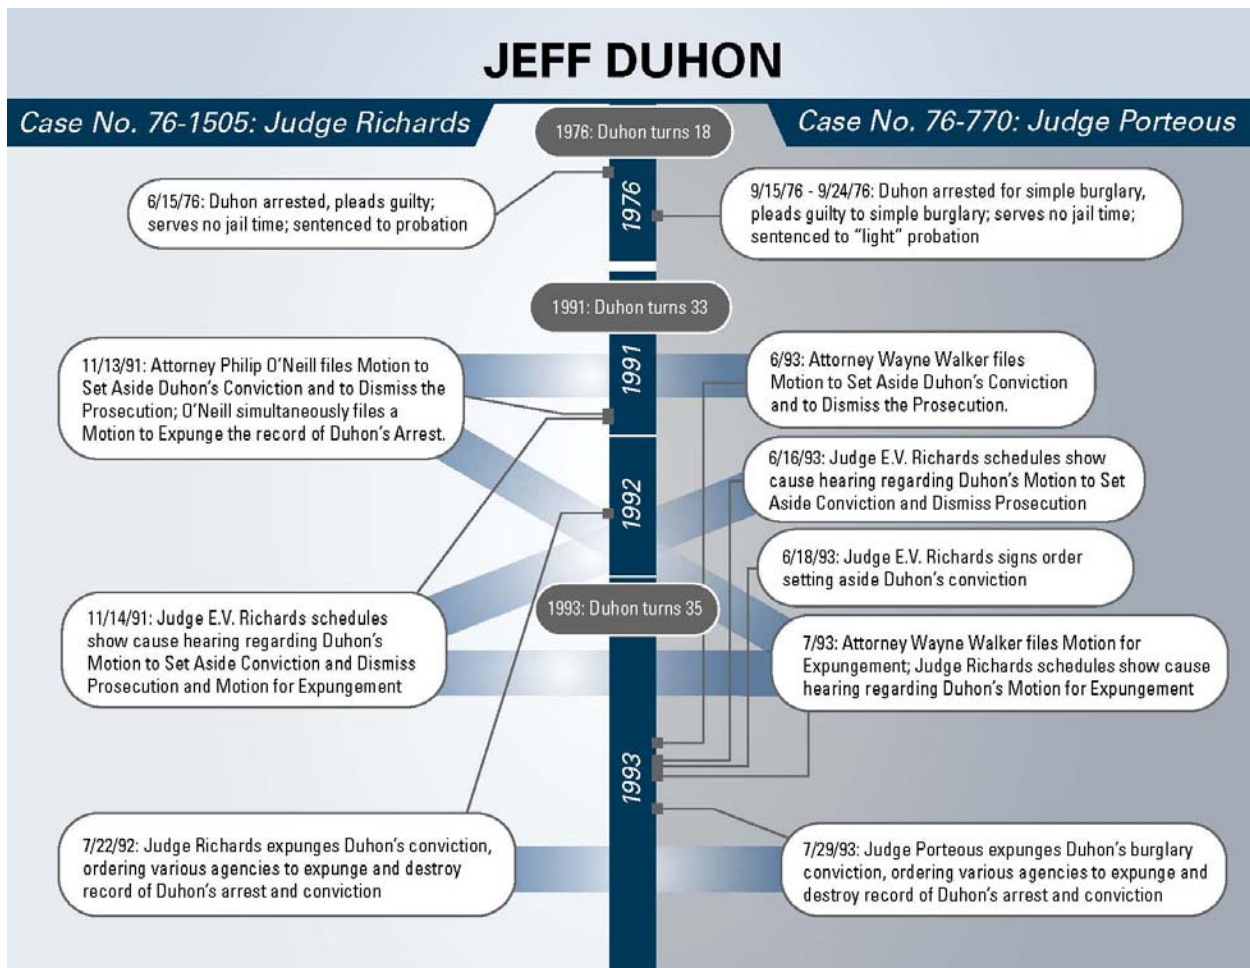 JEFF DUHON
Case No. 76-1505: Judge Richards
Case No. 76-770: Judge Porteous
1976: Duhon turns 18
1976
6/15/76: Duhon arrested, pleads guilty;
serves no jail time; sentenced to probation
9/15/76 - 9/24/76: Duhon arrested for simple burglary,
pleads guilty to simple burglary; serves no jail time;
sentenced to “light” probation
1991: Duhon turns 33
1991
11/13/91: Attorney Philip O’Neill files Motion to
Set Aside Duhon’s Conviction and to Dismiss the
Prosecution; O’Neill simultaneously files a
Motion to Expunge the record of Duhon’s Arrest.
6/93: Attorney Wayne Walker files
Motion to Set Aside Duhon’s Conviction
and to Dismiss the Prosecution.
6/16/93: Judge E.V. Richards schedules show
cause hearing regarding Duhon’s Motion to Set
Aside Conviction and Dismiss Prosecution
1992
6/18/93: Judge E.V. Richards signs order
setting aside Duhon’s conviction
1993: Duhon turns 35
11/14/91: Judge E.V. Richards schedules
show cause hearing regarding Duhon’s
Motion to Set Aside Conviction and Dismiss
Prosecution and Motion for Expungement
7/93: Attorney Wayne Walker files Motion for
Expungement; Judge Richards schedules show cause
hearing regarding Duhon’s Motion for Expungement
1993
7/22/92: Judge Richards expunges Duhon’s conviction,
ordering various agencies to expunge and destroy
record of Duhon’s arrest and conviction
7/29/93: Judge Porteous expunges Duhon’s burglary
conviction, ordering various agencies to expunge and
destroy record of Duhon’s arrest and conviction